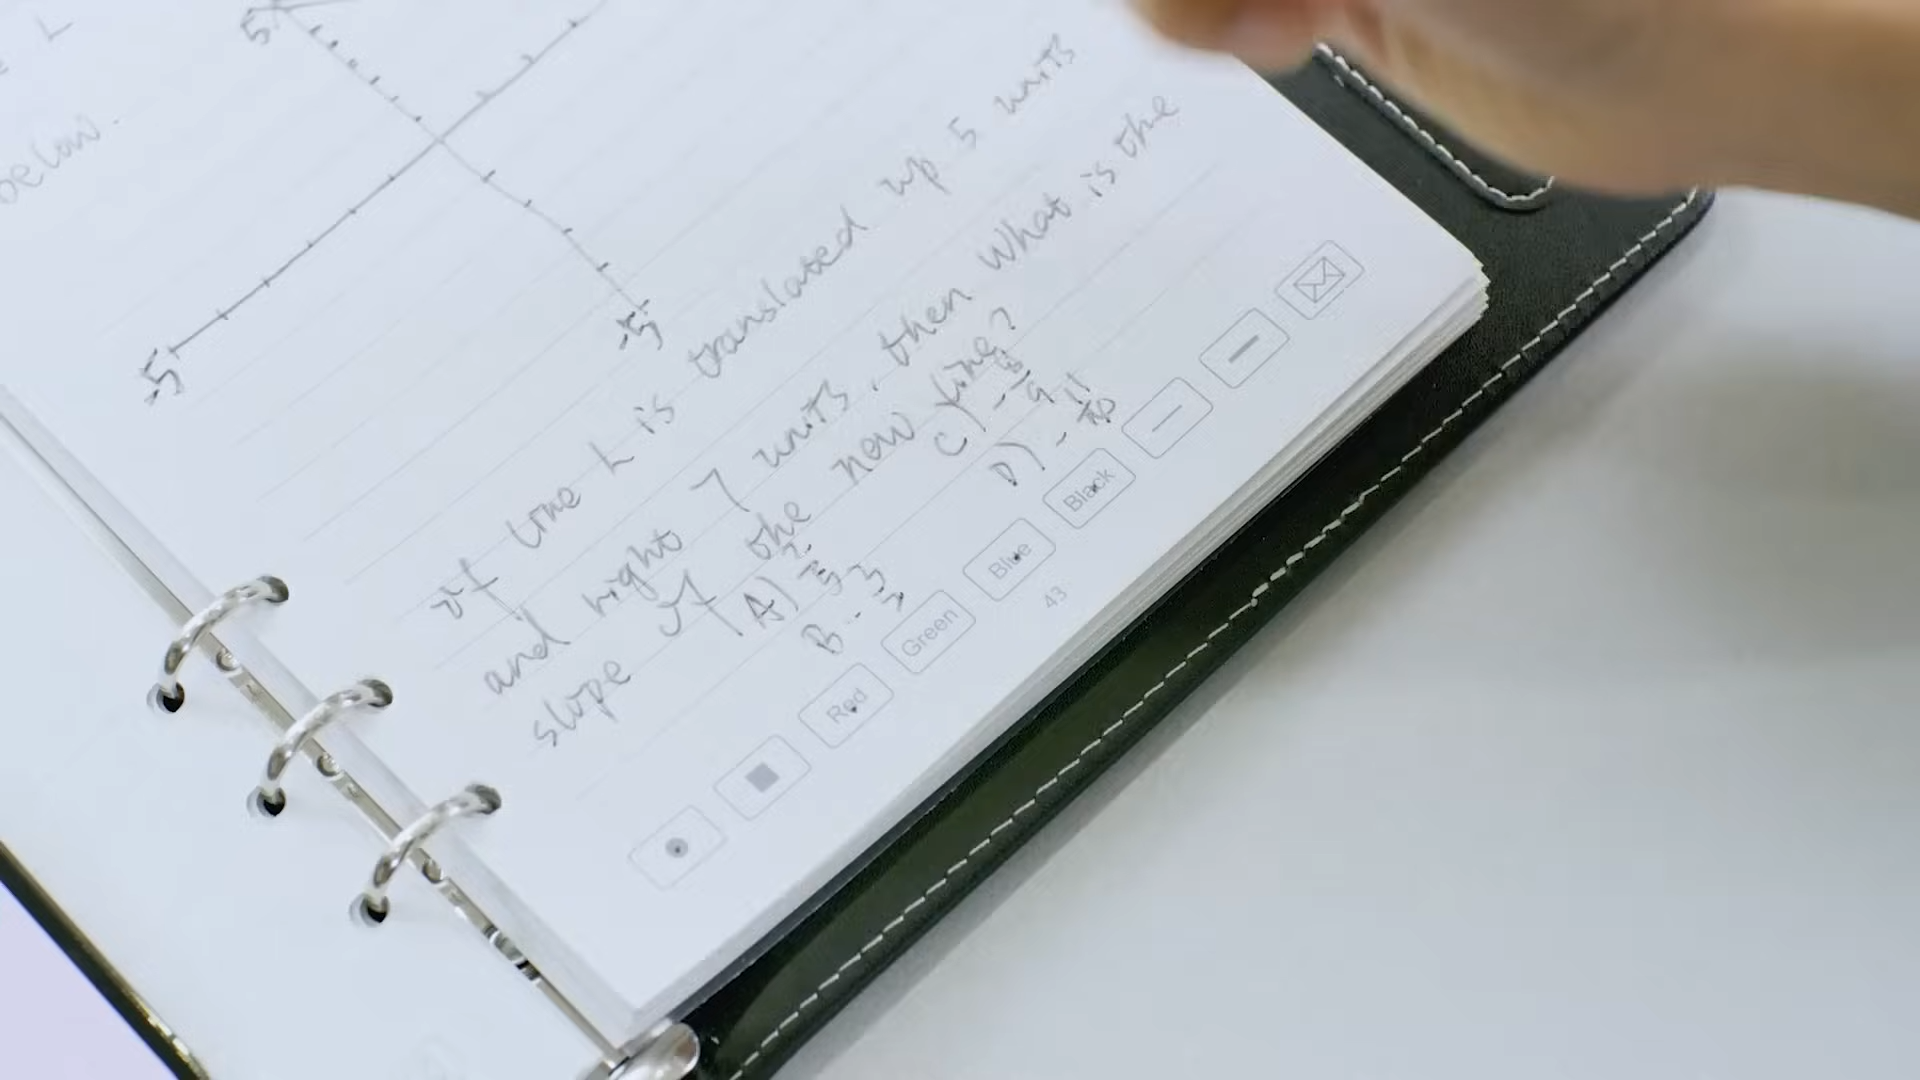 L
below.
5
-5
-5
if line L is translated up 5 units
and right 7 units, then what is the
slope of the new line?
A) C) -
B. D) -
43
Red Green Blue Black